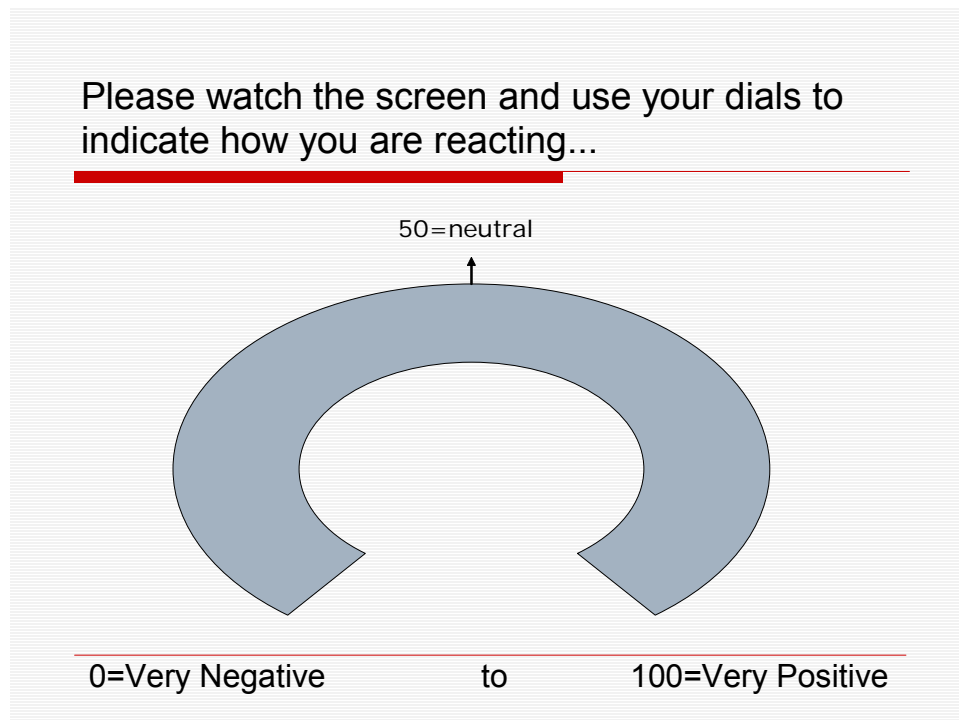 Please watch the screen and use your dials to
indicate how you are reacting...
50=neutral
0=Very Negative to 100=Very Positive